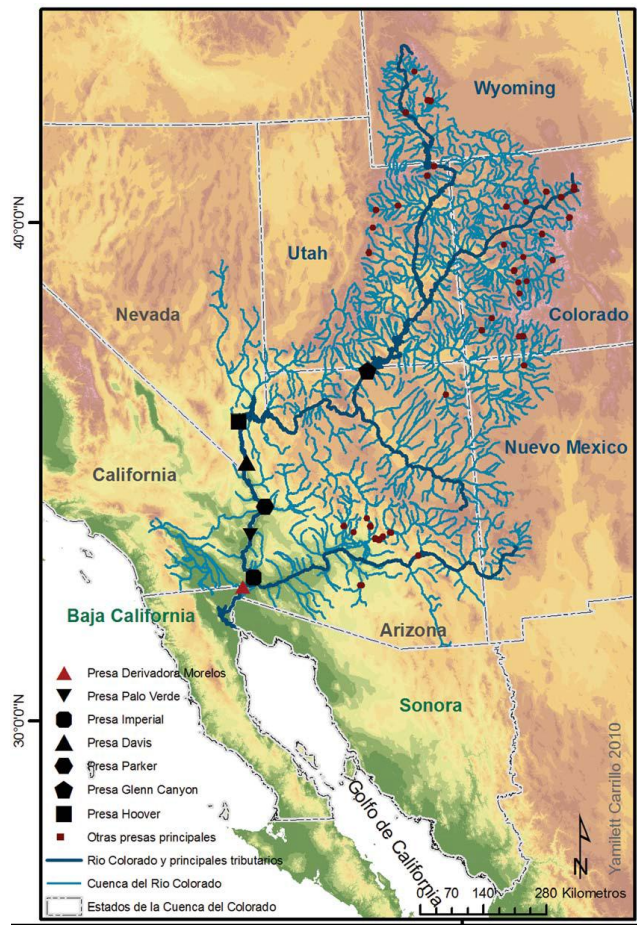 Wyoming
40°0'0"N
Utah
Nevada
Colorado
Nuevo Mexico
California
Baja California
Arizona
Presa Derivadora Morelos
Presa Palo Verde
Presa Imperial
Presa Davis
Presa Parker
Presa Glenn Canyon
Presa Hoover
Otras presas principales
Rio Colorado y principales tributarios
Cuenca del Rio Colorado
Estados de la Cuenca del Colorado
Sonora
30°0'0"N
Golfo de California
Yamilett Carrillo 2010
N
0 70 140 280 Kilometros